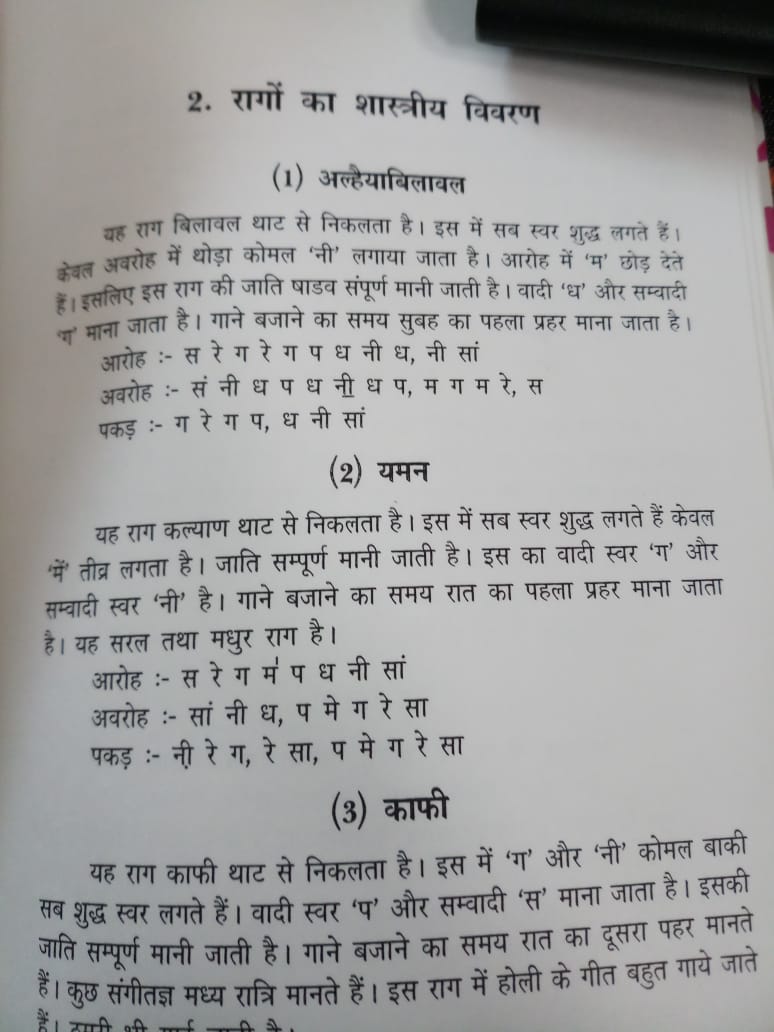 2. रागों का शास्त्रीय विवरण
(1) अल्हैयाबिलावल
यह राग बिलावल थाट से निकलता है। इस में सब स्वर शुद्ध लगते हैं।
केवल अवरोह में थोड़ा कोमल ‘नी’ लगाया जाता है। आरोह में ‘म’ छोड़ देते
हैं। इसलिए इस राग की जाति षाडव संपूर्ण मानी जाती है। वादी ‘ध’ और सम्वादी
‘ग’ माना जाता है। गाने बजाने का समय सुबह का पहला प्रहर माना जाता है।
आरोह :- स रे ग रे ग प ध नी ध, नी सां
अवरोह :- सं नी ध प ध नी॒ ध प, म ग म रे, स
पकड़ :- ग रे ग प, ध नी सां
(2) यमन
यह राग कल्याण थाट से निकलता है। इस में सब स्वर शुद्ध लगते हैं केवल
‘में’ तीव्र लगता है। जाति सम्पूर्ण मानी जाती है। इस का वादी स्वर ‘ग’ और
सम्वादी स्वर ‘नी’ है। गाने बजाने का समय रात का पहला प्रहर माना जाता
है। यह सरल तथा मधुर राग है।
आरोह :- स रे ग म॑ प ध नी सां
अवरोह :- सां नी ध, प मे ग रे सा
पकड़ :- नी़ रे ग, रे सा, प मे ग रे सा
(3) काफी
यह राग काफी थाट से निकलता है। इस में ‘ग’ और ‘नी’ कोमल बाकी
सब शुद्ध स्वर लगते हैं। वादी स्वर ‘प’ और सम्वादी ‘स’ माना जाता है। इसकी
जाति सम्पूर्ण मानी जाती है। गाने बजाने का समय रात का दूसरा पहर मानते
हैं। कुछ संगीतज्ञ मध्य रात्रि मानते हैं। इस राग में होली के गीत बहुत गाये जाते
हैं।